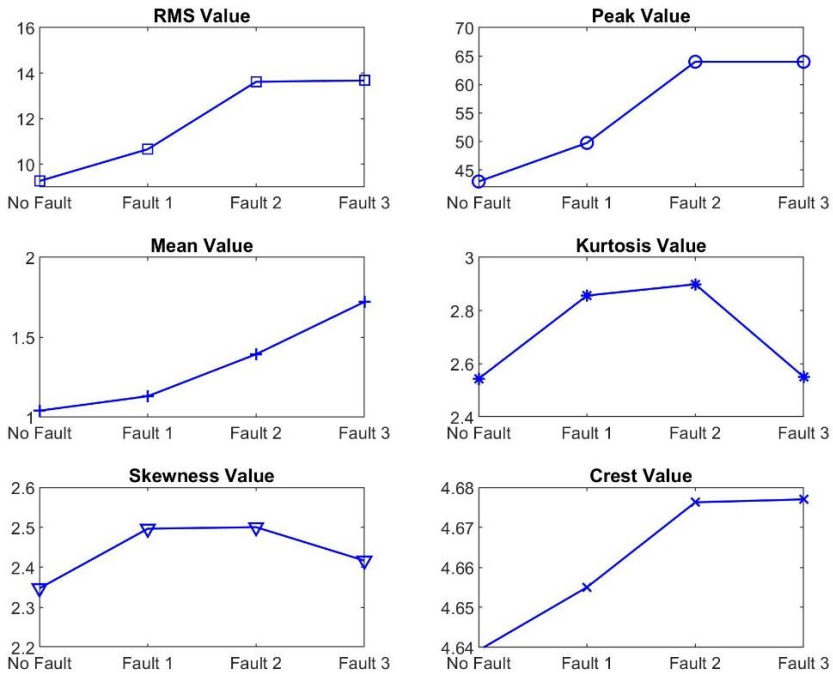 RMS Value
16
14
12
10
No Fault Fault 1 Fault 2 Fault 3
Peak Value
70
65
60
55
50
45
No Fault Fault 1 Fault 2 Fault 3
Mean Value
2
1.5
1
No Fault Fault 1 Fault 2 Fault 3
Kurtosis Value
3
2.8
2.6
2.4
No Fault Fault 1 Fault 2 Fault 3
Skewness Value
2.6
2.5
2.4
2.3
2.2
No Fault Fault 1 Fault 2 Fault 3
Crest Value
4.68
4.67
4.66
4.65
4.64
No Fault Fault 1 Fault 2 Fault 3